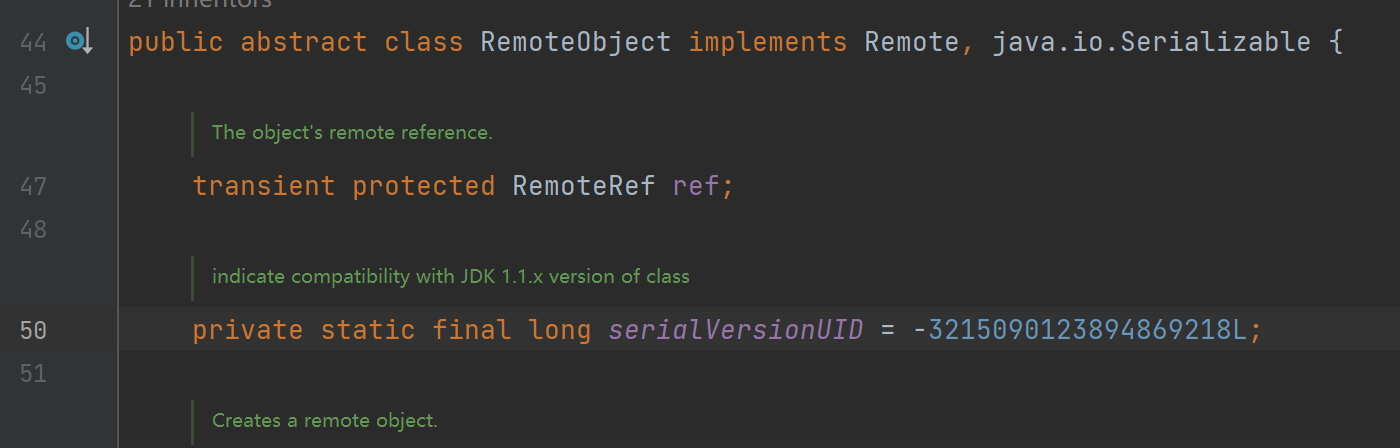 21 inheritors
44 public abstract class RemoteObject implements Remote, java.io.Serializable {
45
The object's remote reference.
47 transient protected RemoteRef ref;
48
indicate compatibility with JDK 1.1.x version of class
50 private static final long serialVersionUID = -3215090123894869218L;
51
Creates a remote object.